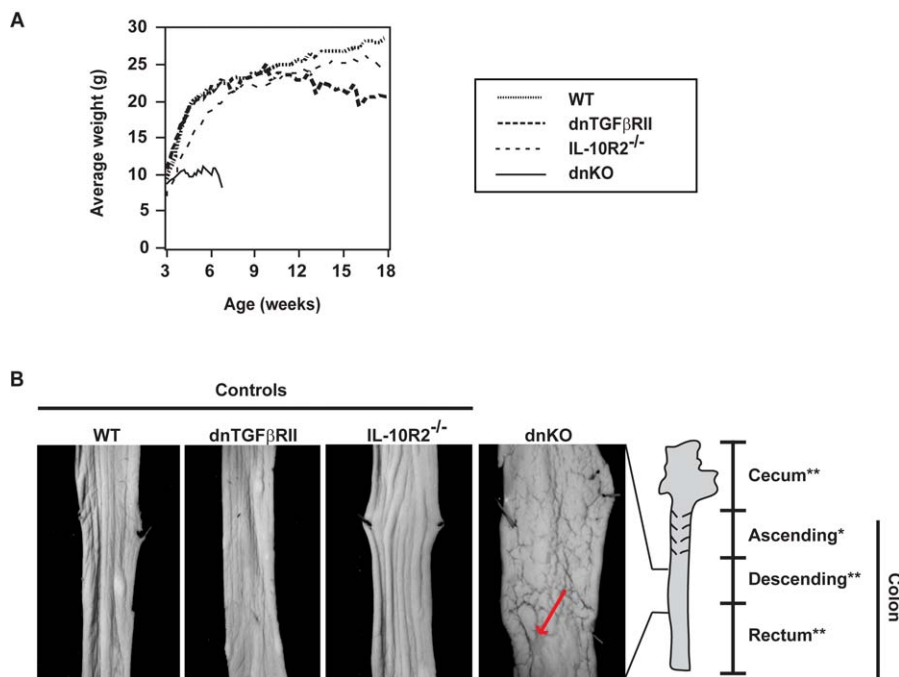 A
30
25
20
15
10
5
0
3 6 9 12 15 18
Average weight (g)
Age (weeks)
WT
dnTGFβRII
IL-10R2-/-
dnKO
B
Controls
WT dnTGFβRII IL-10R2-/- dnKO
Cecum**
Ascending*
Descending**
Rectum**
Colon